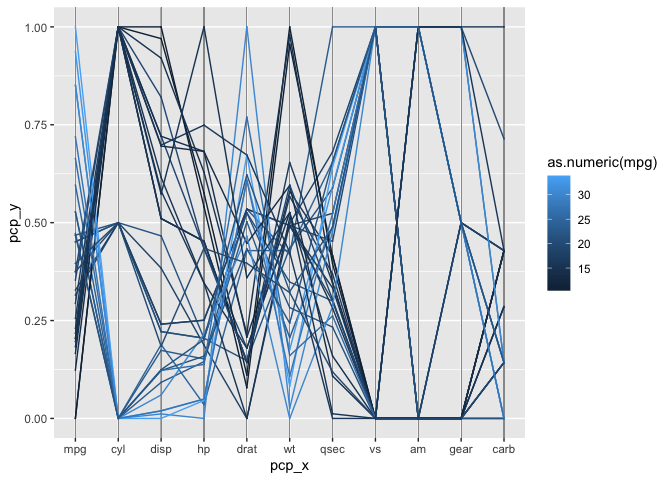 1.00
0.75
0.50
0.25
0.00
pcp_y
mpg cyl disp hp drat wt qsec vs am gear carb
pcp_x
as.numeric(mpg)
30
25
20
15